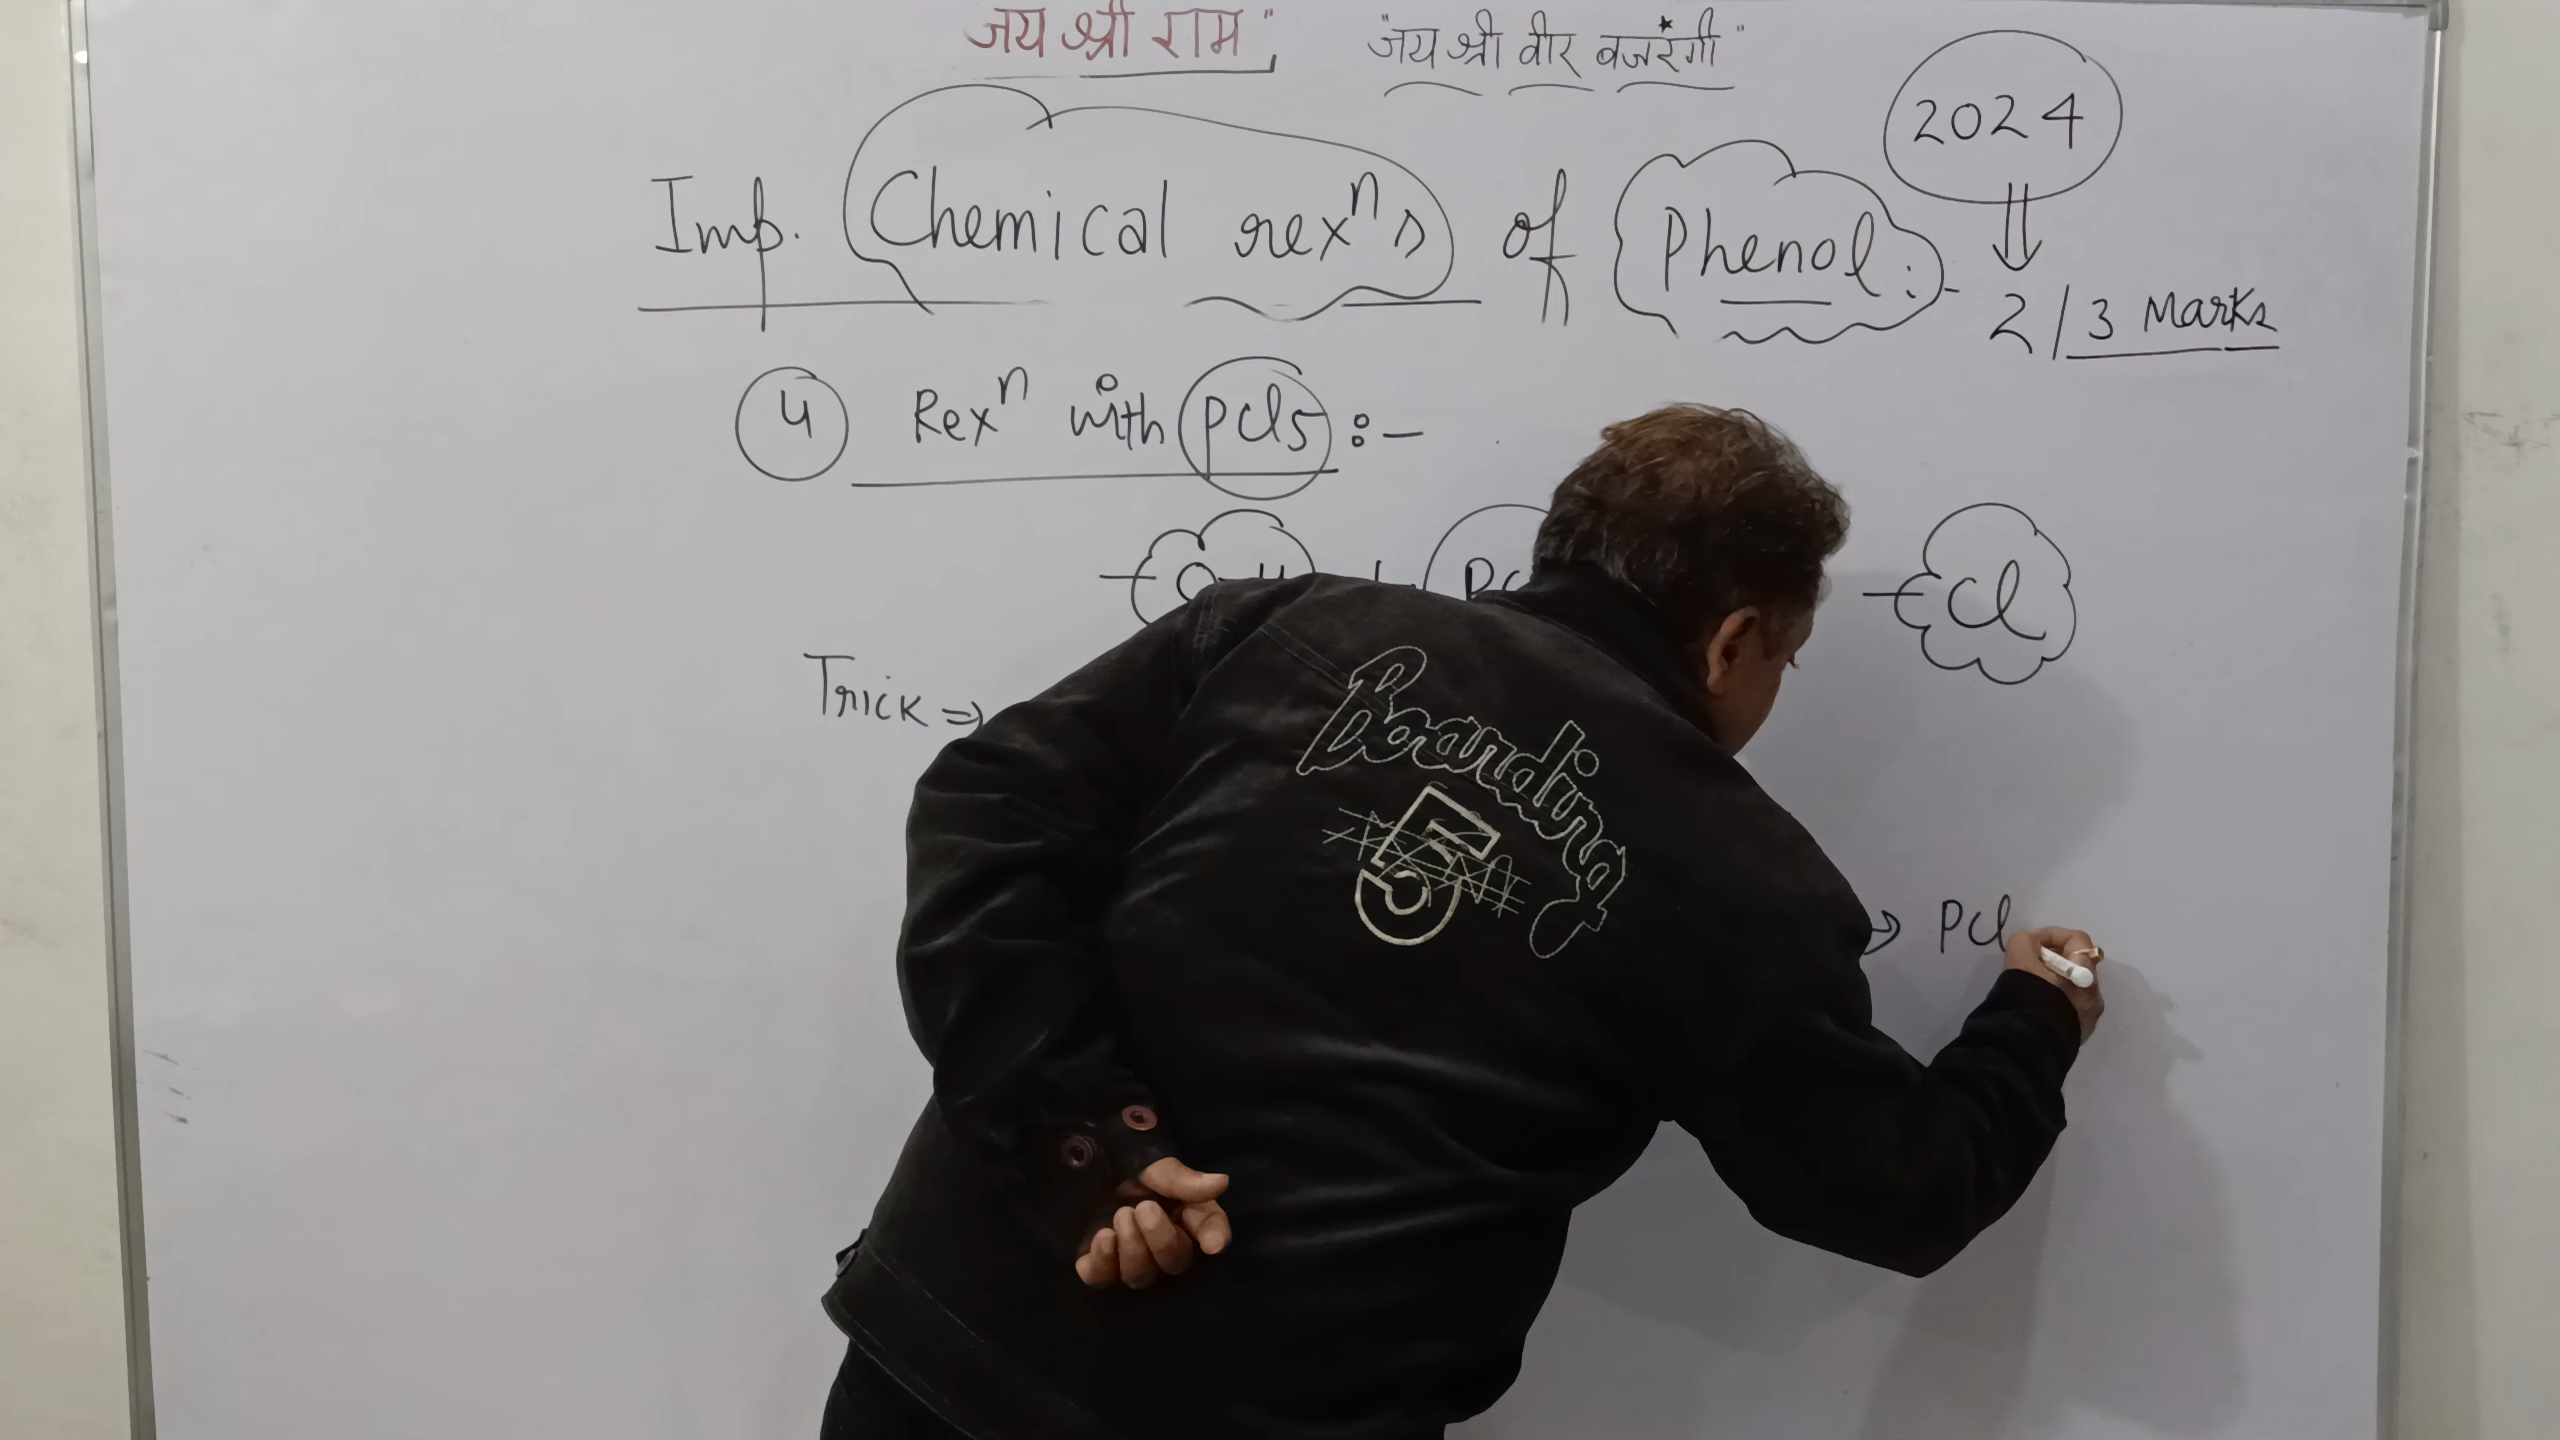 जय श्री राम" "जय श्री वीर बजरंगी"
2024
Imp. Chemical rexⁿs of Phenol :-
2/3 Marks
4 Rexⁿ with PCl5 :-
Cl
Trick ⇒
Boarding
5
→ PCl